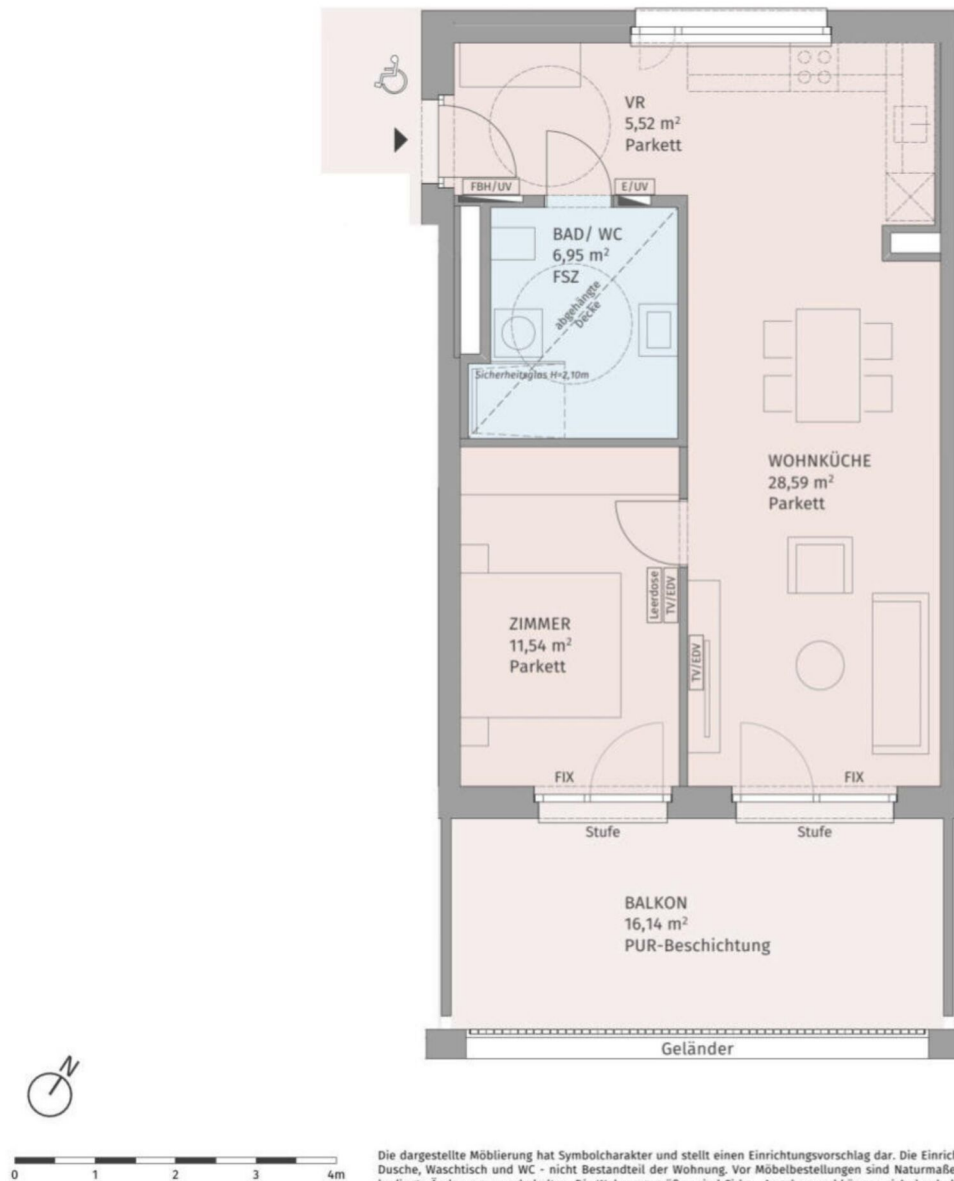 VR
5,52 m²
Parkett
FBH/UV
E/UV
BAD/ WC
6,95 m²
FSZ
abgehängte
Decke
Sicherheitsglas H=2,10m
WOHNKÜCHE
28,59 m²
Parkett
Leerdose
TV/EDV
TV/EDV
ZIMMER
11,54 m²
Parkett
FIX
FIX
Stufe
Stufe
BALKON
16,14 m²
PUR-Beschichtung
Geländer
N
0 1 2 3 4m
Die dargestellte Möblierung hat Symbolcharakter und stellt einen Einrichtungsvorschlag dar. Die Einrich
Dusche, Waschtisch und WC - nicht Bestandteil der Wohnung. Vor Möbelbestellungen sind Naturmaße